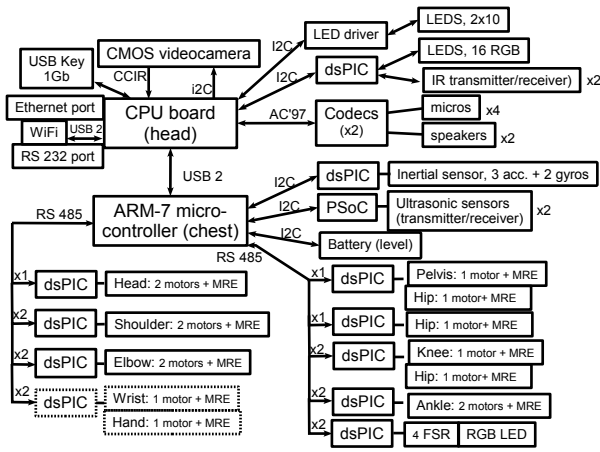 LED driver
LEDS, 2x10
I2C
USB Key
1Gb
CMOS videocamera
CCIR
i2C
I2C
dsPIC
LEDS, 16 RGB
IR transmitter/receiver)
x2
Ethernet port
WiFi
USB 2
RS 232 port
CPU board
(head)
AC'97
Codecs
(x2)
micros
x4
speakers
x2
USB 2
I2C
dsPIC
Inertial sensor, 3 acc. + 2 gyros
RS 485
ARM-7 micro-
controller (chest)
I2C
PSoC
Ultrasonic sensors
(transmitter/receiver)
x2
I2C
Battery (level)
RS 485
x1
dsPIC
Head: 2 motors + MRE
x2
dsPIC
Shoulder: 2 motors + MRE
x2
dsPIC
Elbow: 2 motors + MRE
x2
dsPIC
Wrist: 1 motor + MRE
Hand: 1 motor + MRE
x1
dsPIC
Pelvis: 1 motor + MRE
Hip: 1 motor+ MRE
x1
dsPIC
Hip: 1 motor+ MRE
x2
dsPIC
Knee: 1 motor + MRE
Hip: 1 motor+ MRE
x2
dsPIC
Ankle: 2 motors + MRE
x2
dsPIC
4 FSR
RGB LED